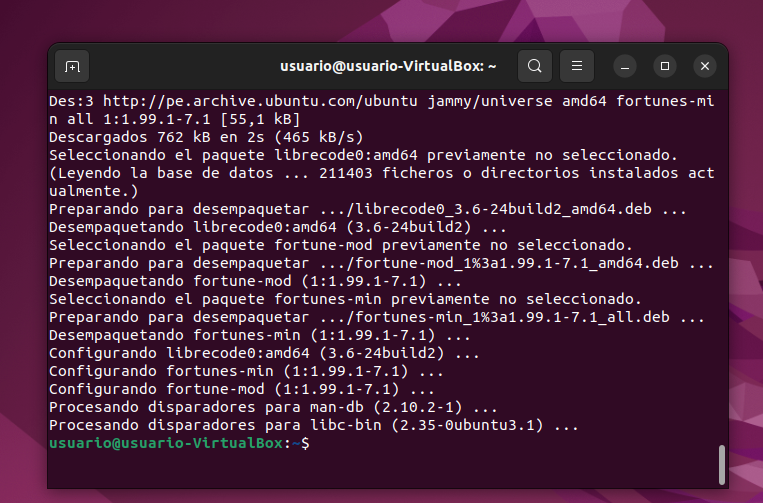 usuario@usuario-VirtualBox: ~
Des:3 http://pe.archive.ubuntu.com/ubuntu jammy/universe amd64 fortunes-mi
n all 1:1.99.1-7.1 [55,1 kB]
Descargados 762 kB en 2s (465 kB/s)
Seleccionando el paquete librecode0:amd64 previamente no seleccionado.
(Leyendo la base de datos ... 211403 ficheros o directorios instalados act
ualmente.)
Preparando para desempaquetar .../librecode0_3.6-24build2_amd64.deb ...
Desempaquetando librecode0:amd64 (3.6-24build2) ...
Seleccionando el paquete fortune-mod previamente no seleccionado.
Preparando para desempaquetar .../fortune-mod_1%3a1.99.1-7.1_amd64.deb ...
Desempaquetando fortune-mod (1:1.99.1-7.1) ...
Seleccionando el paquete fortunes-min previamente no seleccionado.
Preparando para desempaquetar .../fortunes-min_1%3a1.99.1-7.1_all.deb ...
Desempaquetando fortunes-min (1:1.99.1-7.1) ...
Configurando librecode0:amd64 (3.6-24build2) ...
Configurando fortunes-min (1:1.99.1-7.1) ...
Configurando fortune-mod (1:1.99.1-7.1) ...
Procesando disparadores para man-db (2.10.2-1) ...
Procesando disparadores para libc-bin (2.35-0ubuntu3.1) ...
usuario@usuario-VirtualBox:~$